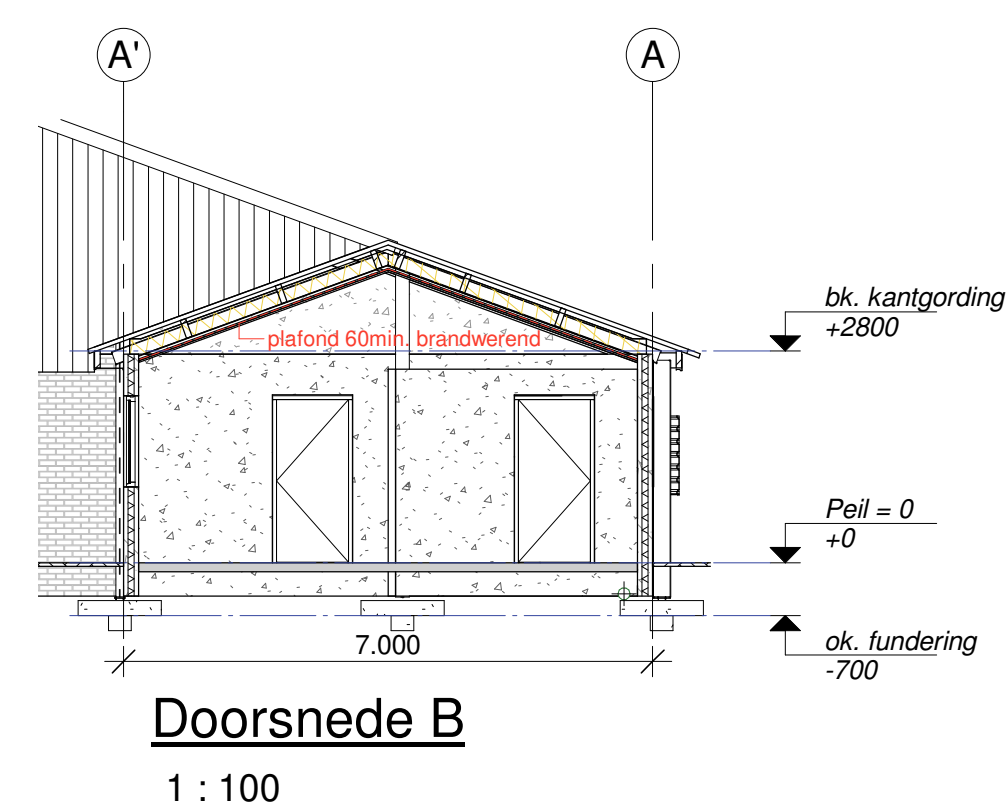 A'
A
bk. kantgording
+2800
plafond 60min. brandwerend
Peil = 0
+0
ok. fundering
-700
7.000
Doorsnede B
1 : 100